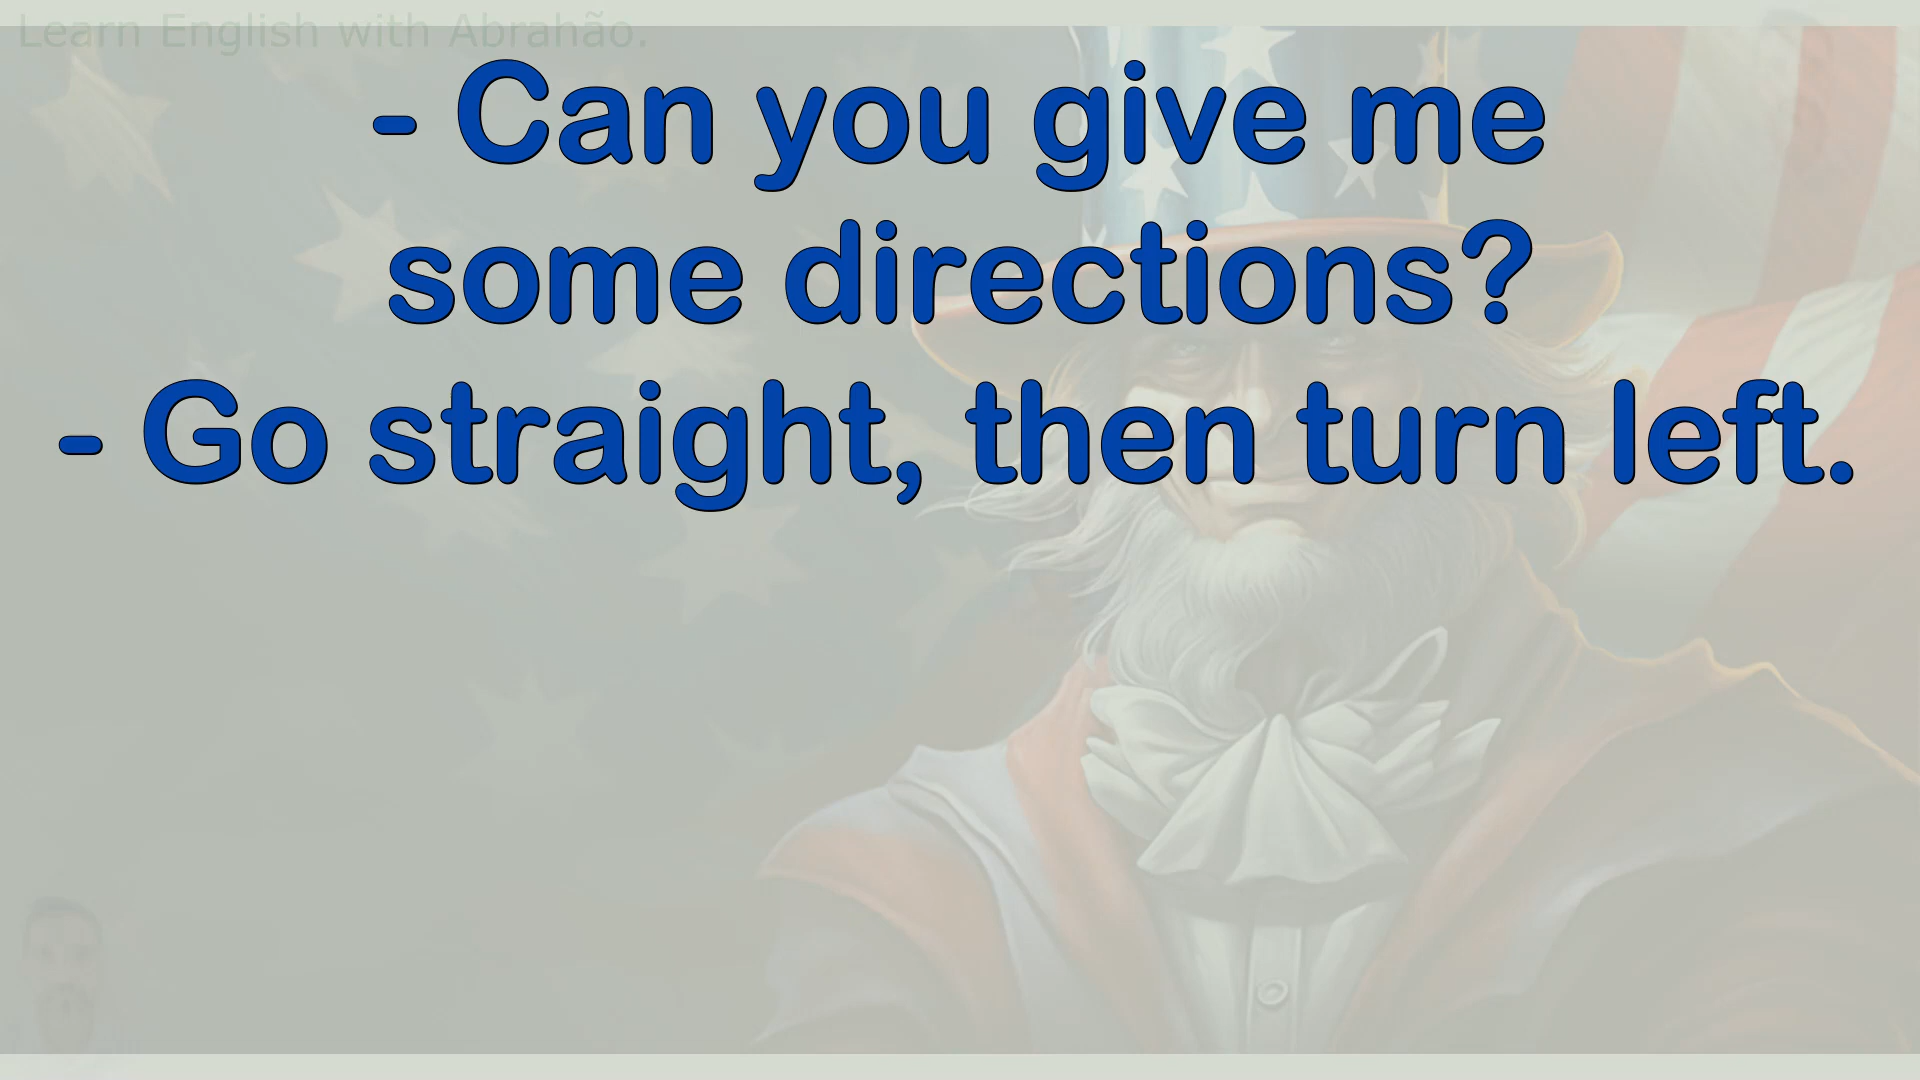 Learn English with Abrahão.
- Can you give me
some directions?
- Go straight, then turn left.